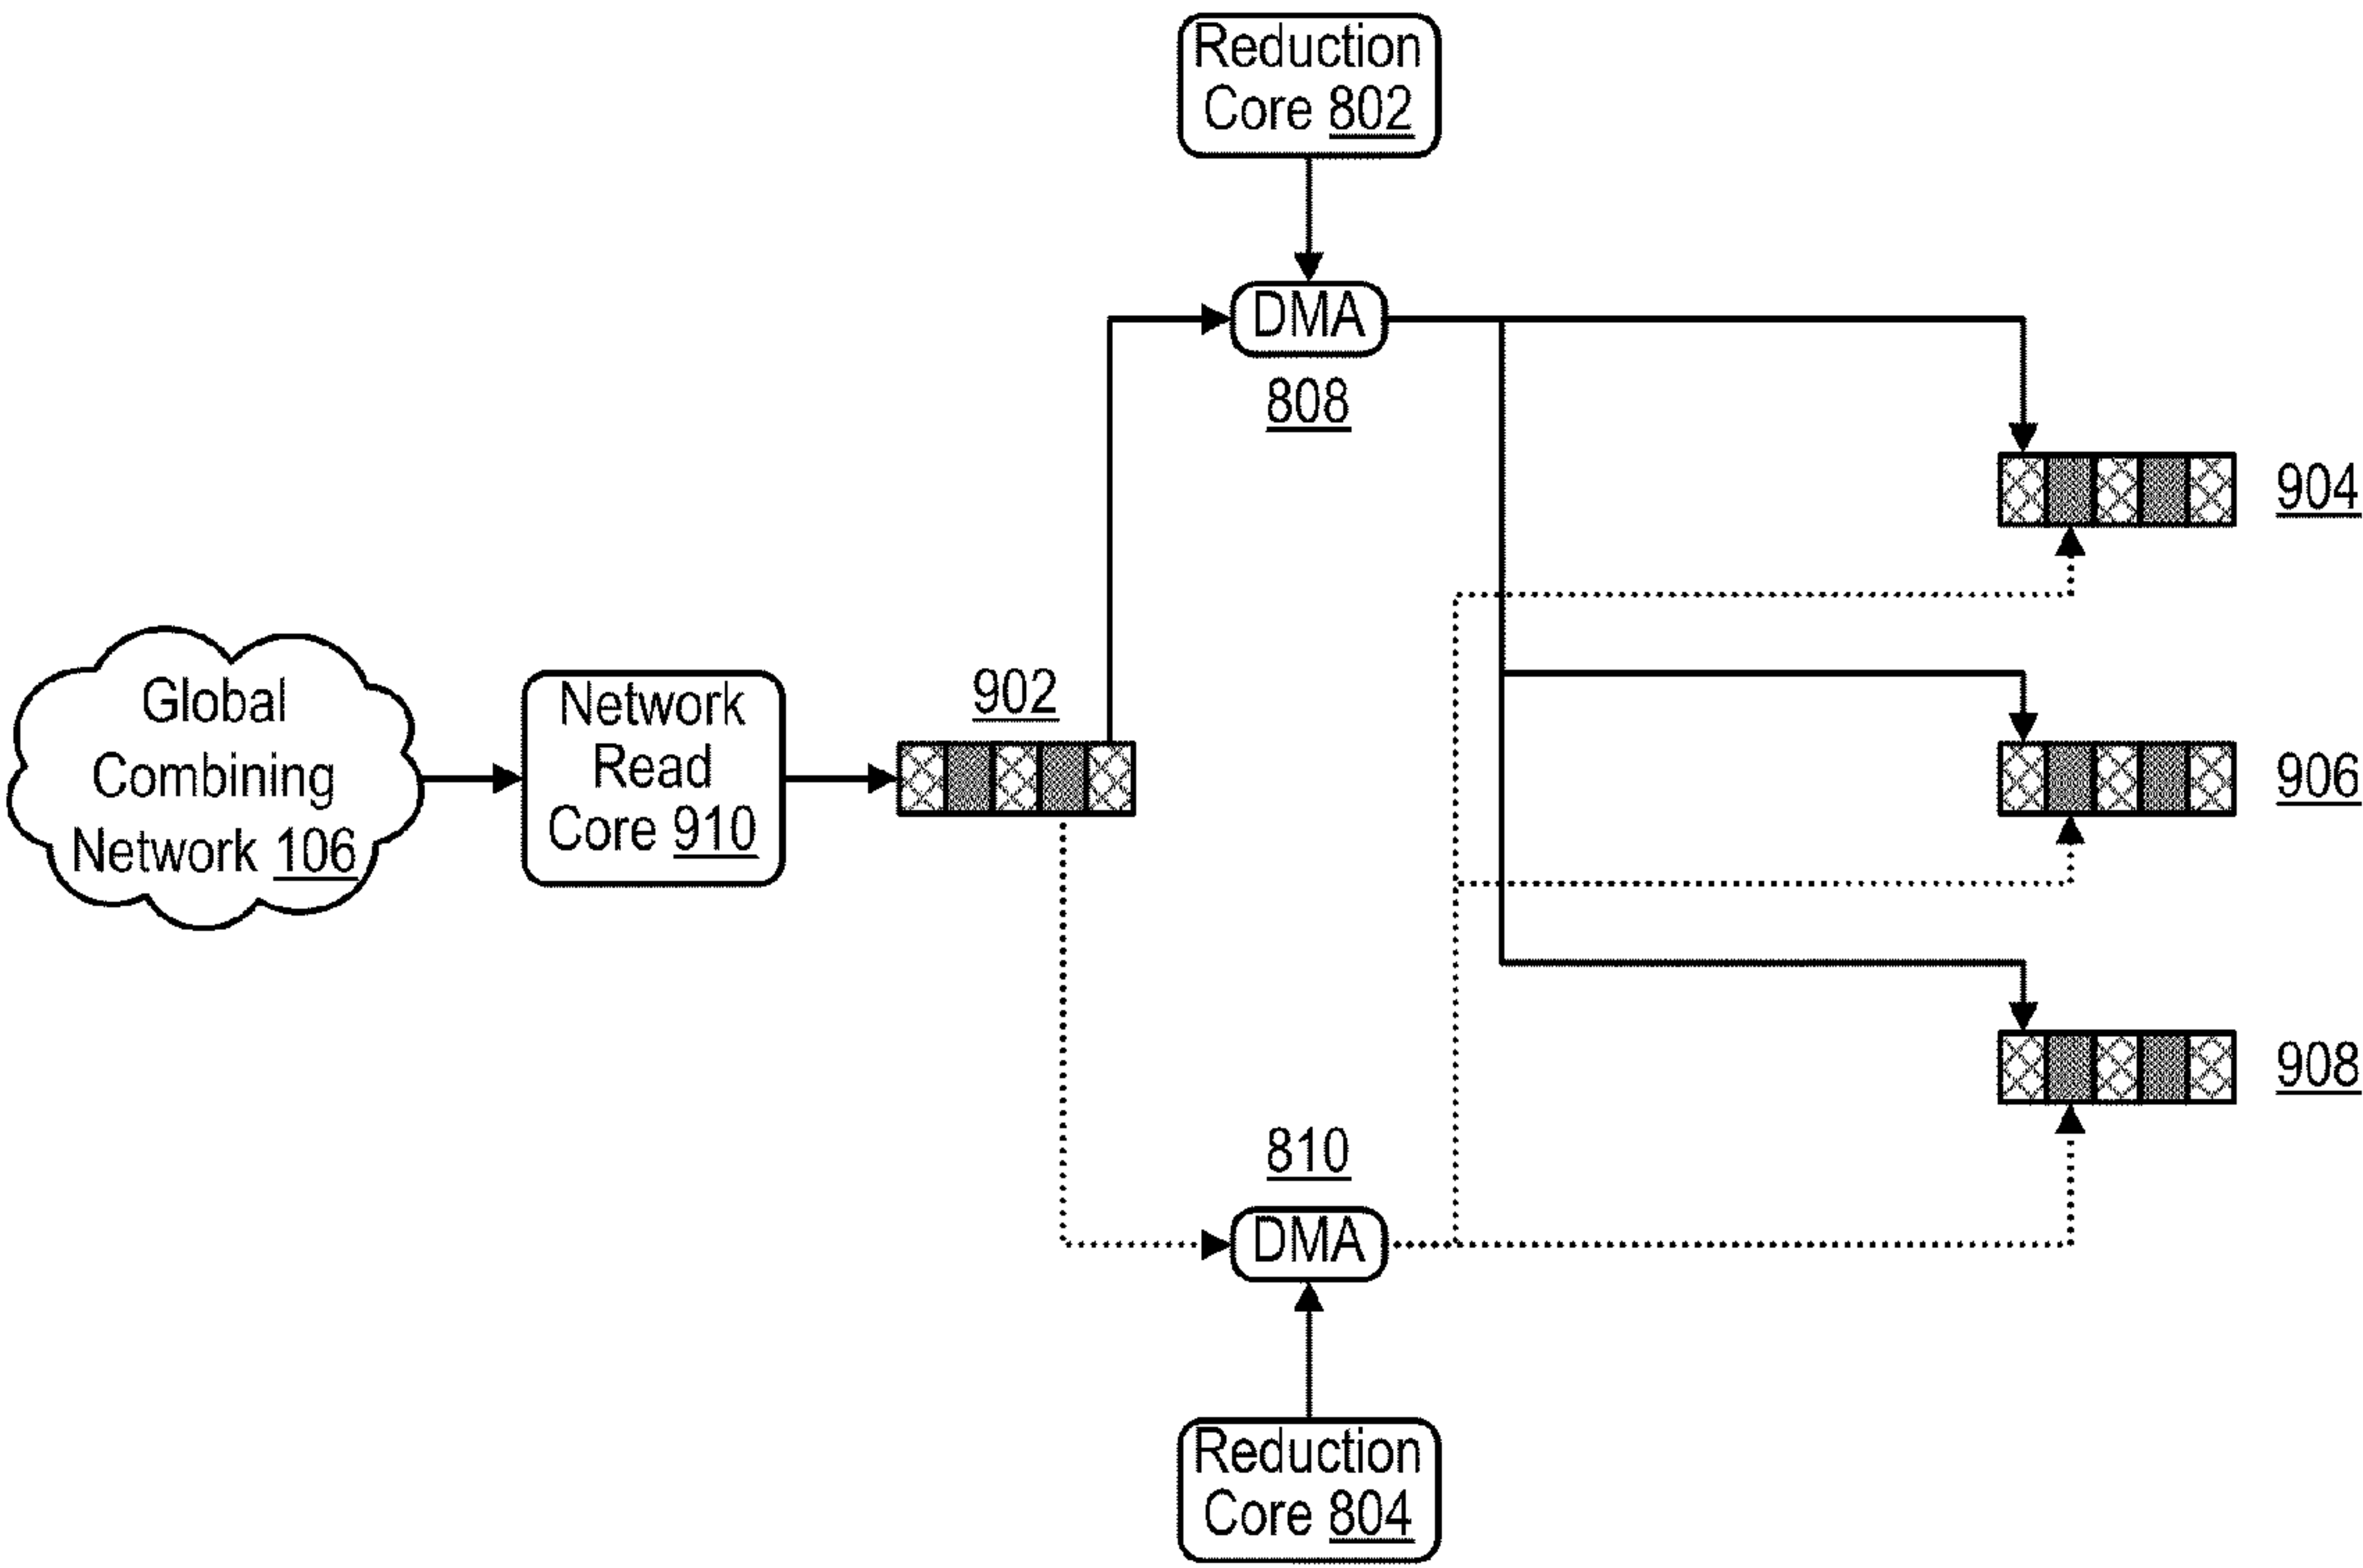 Reduction
Core 802
DMA
808
904
Global
Combining
Network 106
Network
Read
Core 910
902
906
908
810
DMA
Reduction
Core 804